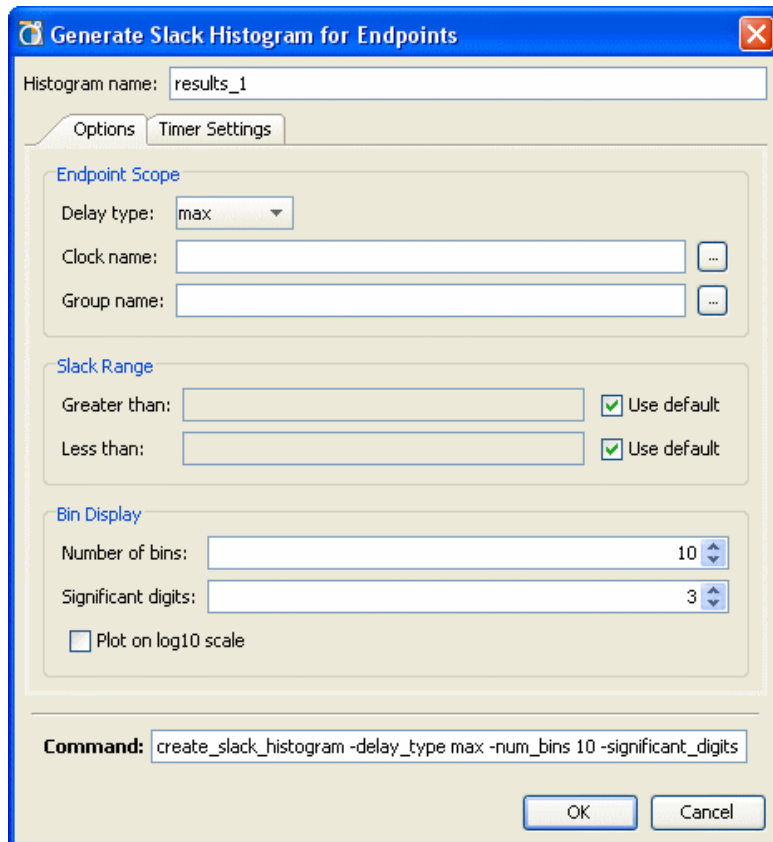 Generate Slack Histogram for Endpoints
Histogram name: results_1
Options Timer Settings
Endpoint Scope
Delay type: max
Clock name: ...
Group name: ...
Slack Range
Greater than: Use default
Less than: Use default
Bin Display
Number of bins: 10
Significant digits: 3
Plot on log10 scale
Command: create_slack_histogram -delay_type max -num_bins 10 -significant_digits
OK Cancel